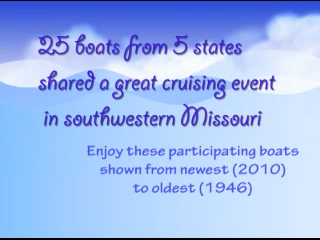 25 boats from 5 states
shared a great cruising event
in southwestern Missouri
Enjoy these participating boats
shown from newest (2010)
to oldest (1946)